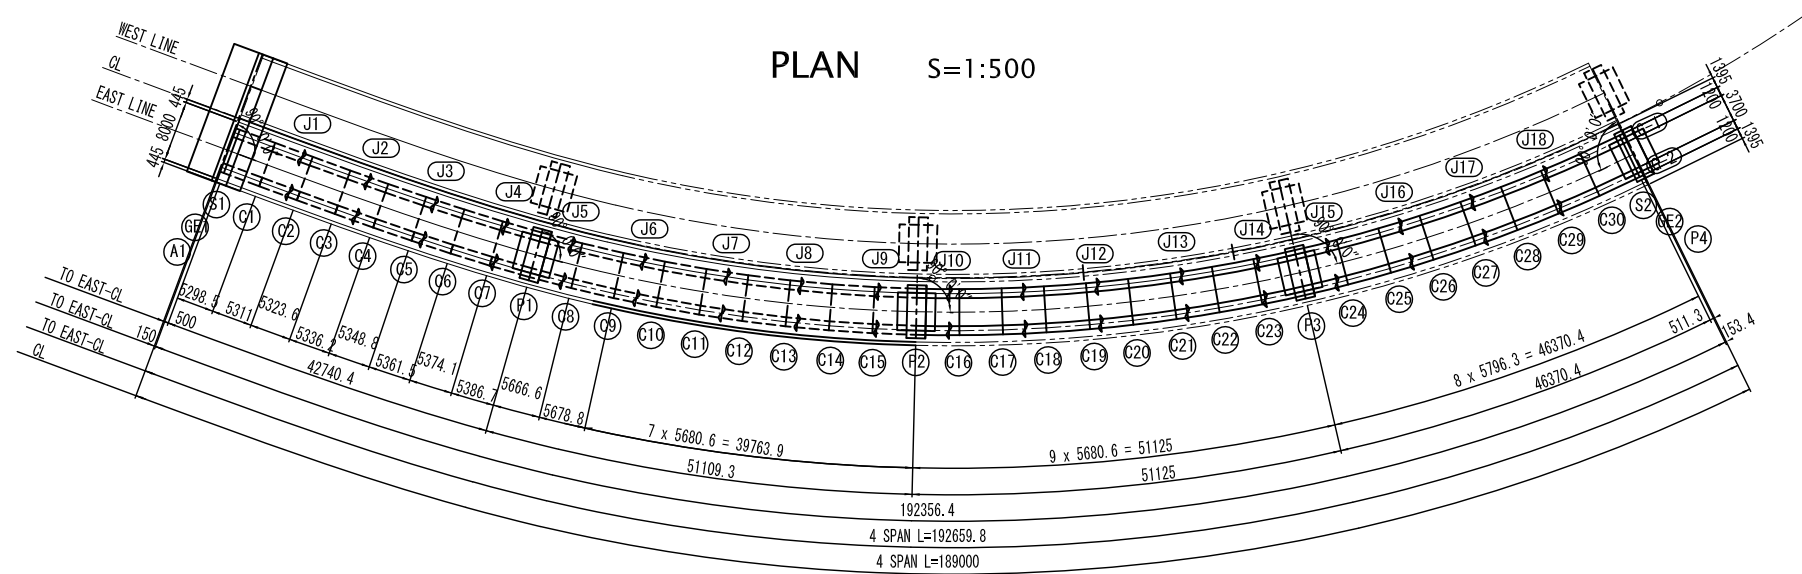 PLAN S=1:500
WEST LINE
CL
EAST LINE
445
8000
445
90°0'0"
J1
J2
J3
J4
J5
J6
J7
J8
J9
J10
J11
J12
J13
J14
J15
J16
J17
J18
1395
1200
3700
1200
1395
G-1
G-2
A1
GE1
S1
C1
C2
C3
C4
C5
C6
C7
P1
C8
C9
C10
C11
C12
C13
C14
C15
P2
C16
C17
C18
C19
C20
C21
C22
C23
P3
C24
C25
C26
C27
C28
C29
C30
S2
GE2
P4
TO EAST-CL
TO EAST-CL
TO EAST-CL
CL
150
500
5298.5
5311
5323.6
5336.2
5348.8
5361.5
5374.1
5386.7
5666.6
5678.8
42740.4
7 x 5680.6 = 39763.9
51109.3
9 x 5680.6 = 51125
51125
8 x 5796.3 = 46370.4
46370.4
511.3
153.4
192356.4
4 SPAN L=192659.8
4 SPAN L=189000